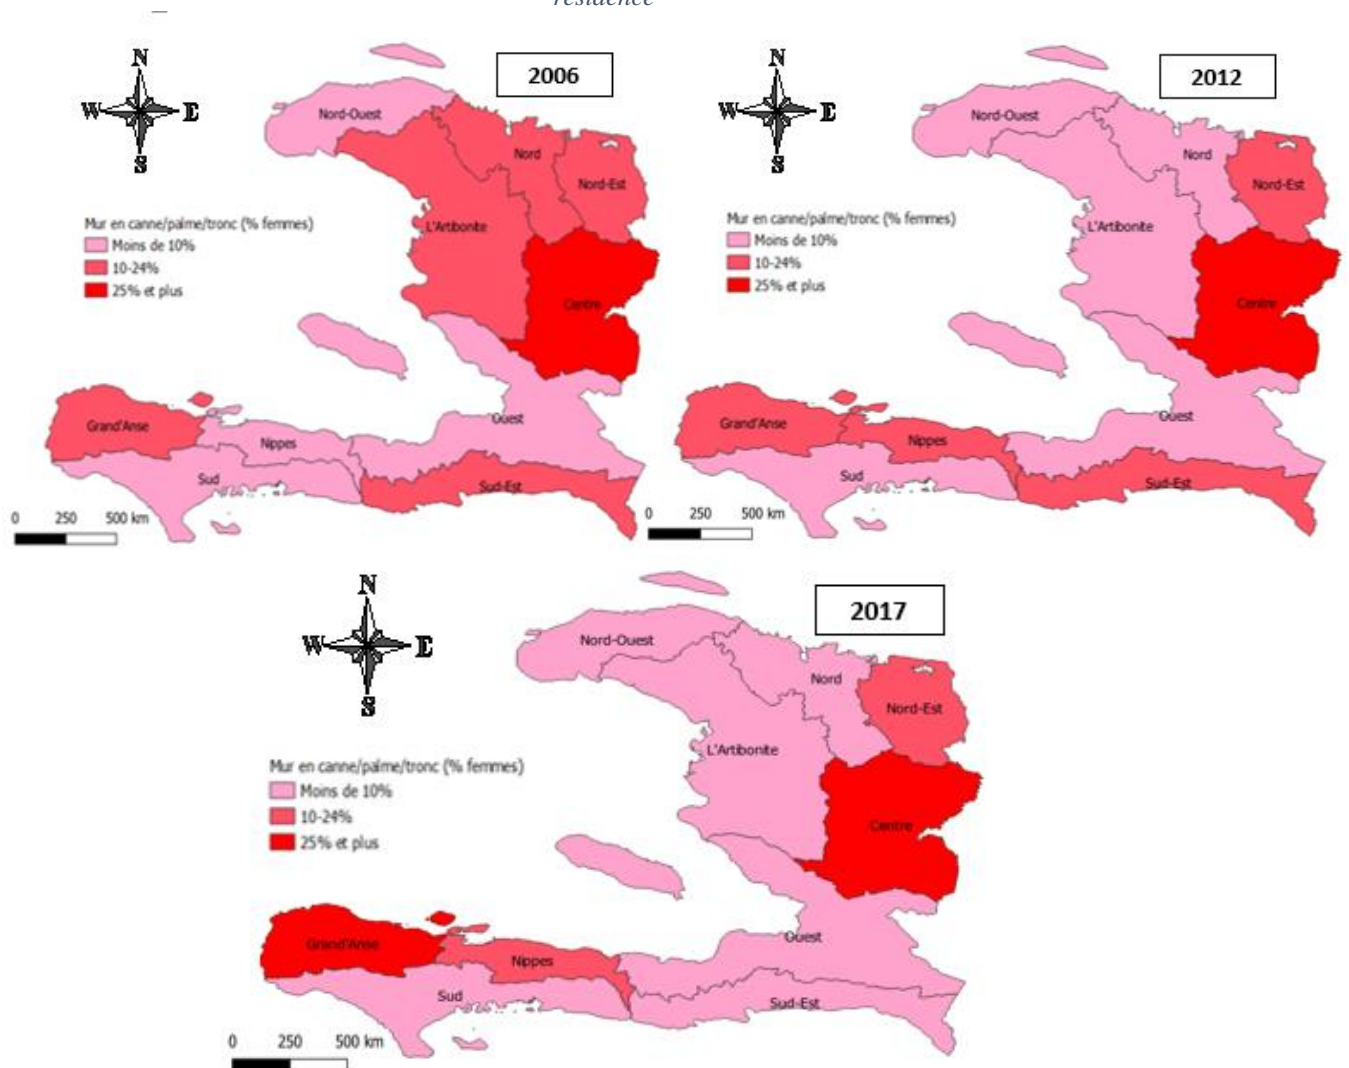 résidence
N
W E
S
2006
Nord-Ouest
Nord
Nord-Est
Mur en canne/palme/tronc (% femmes)
Moins de 10%
10-24%
25% et plus
L'Artibonite
Centre
Grand'Anse
Nippes
Ouest
Sud
Sud-Est
0 250 500 km
N
W E
S
2012
Nord-Ouest
Nord
Nord-Est
Mur en canne/palme/tronc (% femmes)
Moins de 10%
10-24%
25% et plus
L'Artibonite
Centre
Grand'Anse
Nippes
Ouest
Sud
Sud-Est
0 250 500 km
N
W E
S
2017
Nord-Ouest
Nord
Nord-Est
L'Artibonite
Mur en canne/palme/tronc (% femmes)
Moins de 10%
10-24%
25% et plus
Centre
Grand'Anse
Nippes
Ouest
Sud
Sud-Est
0 250 500 km